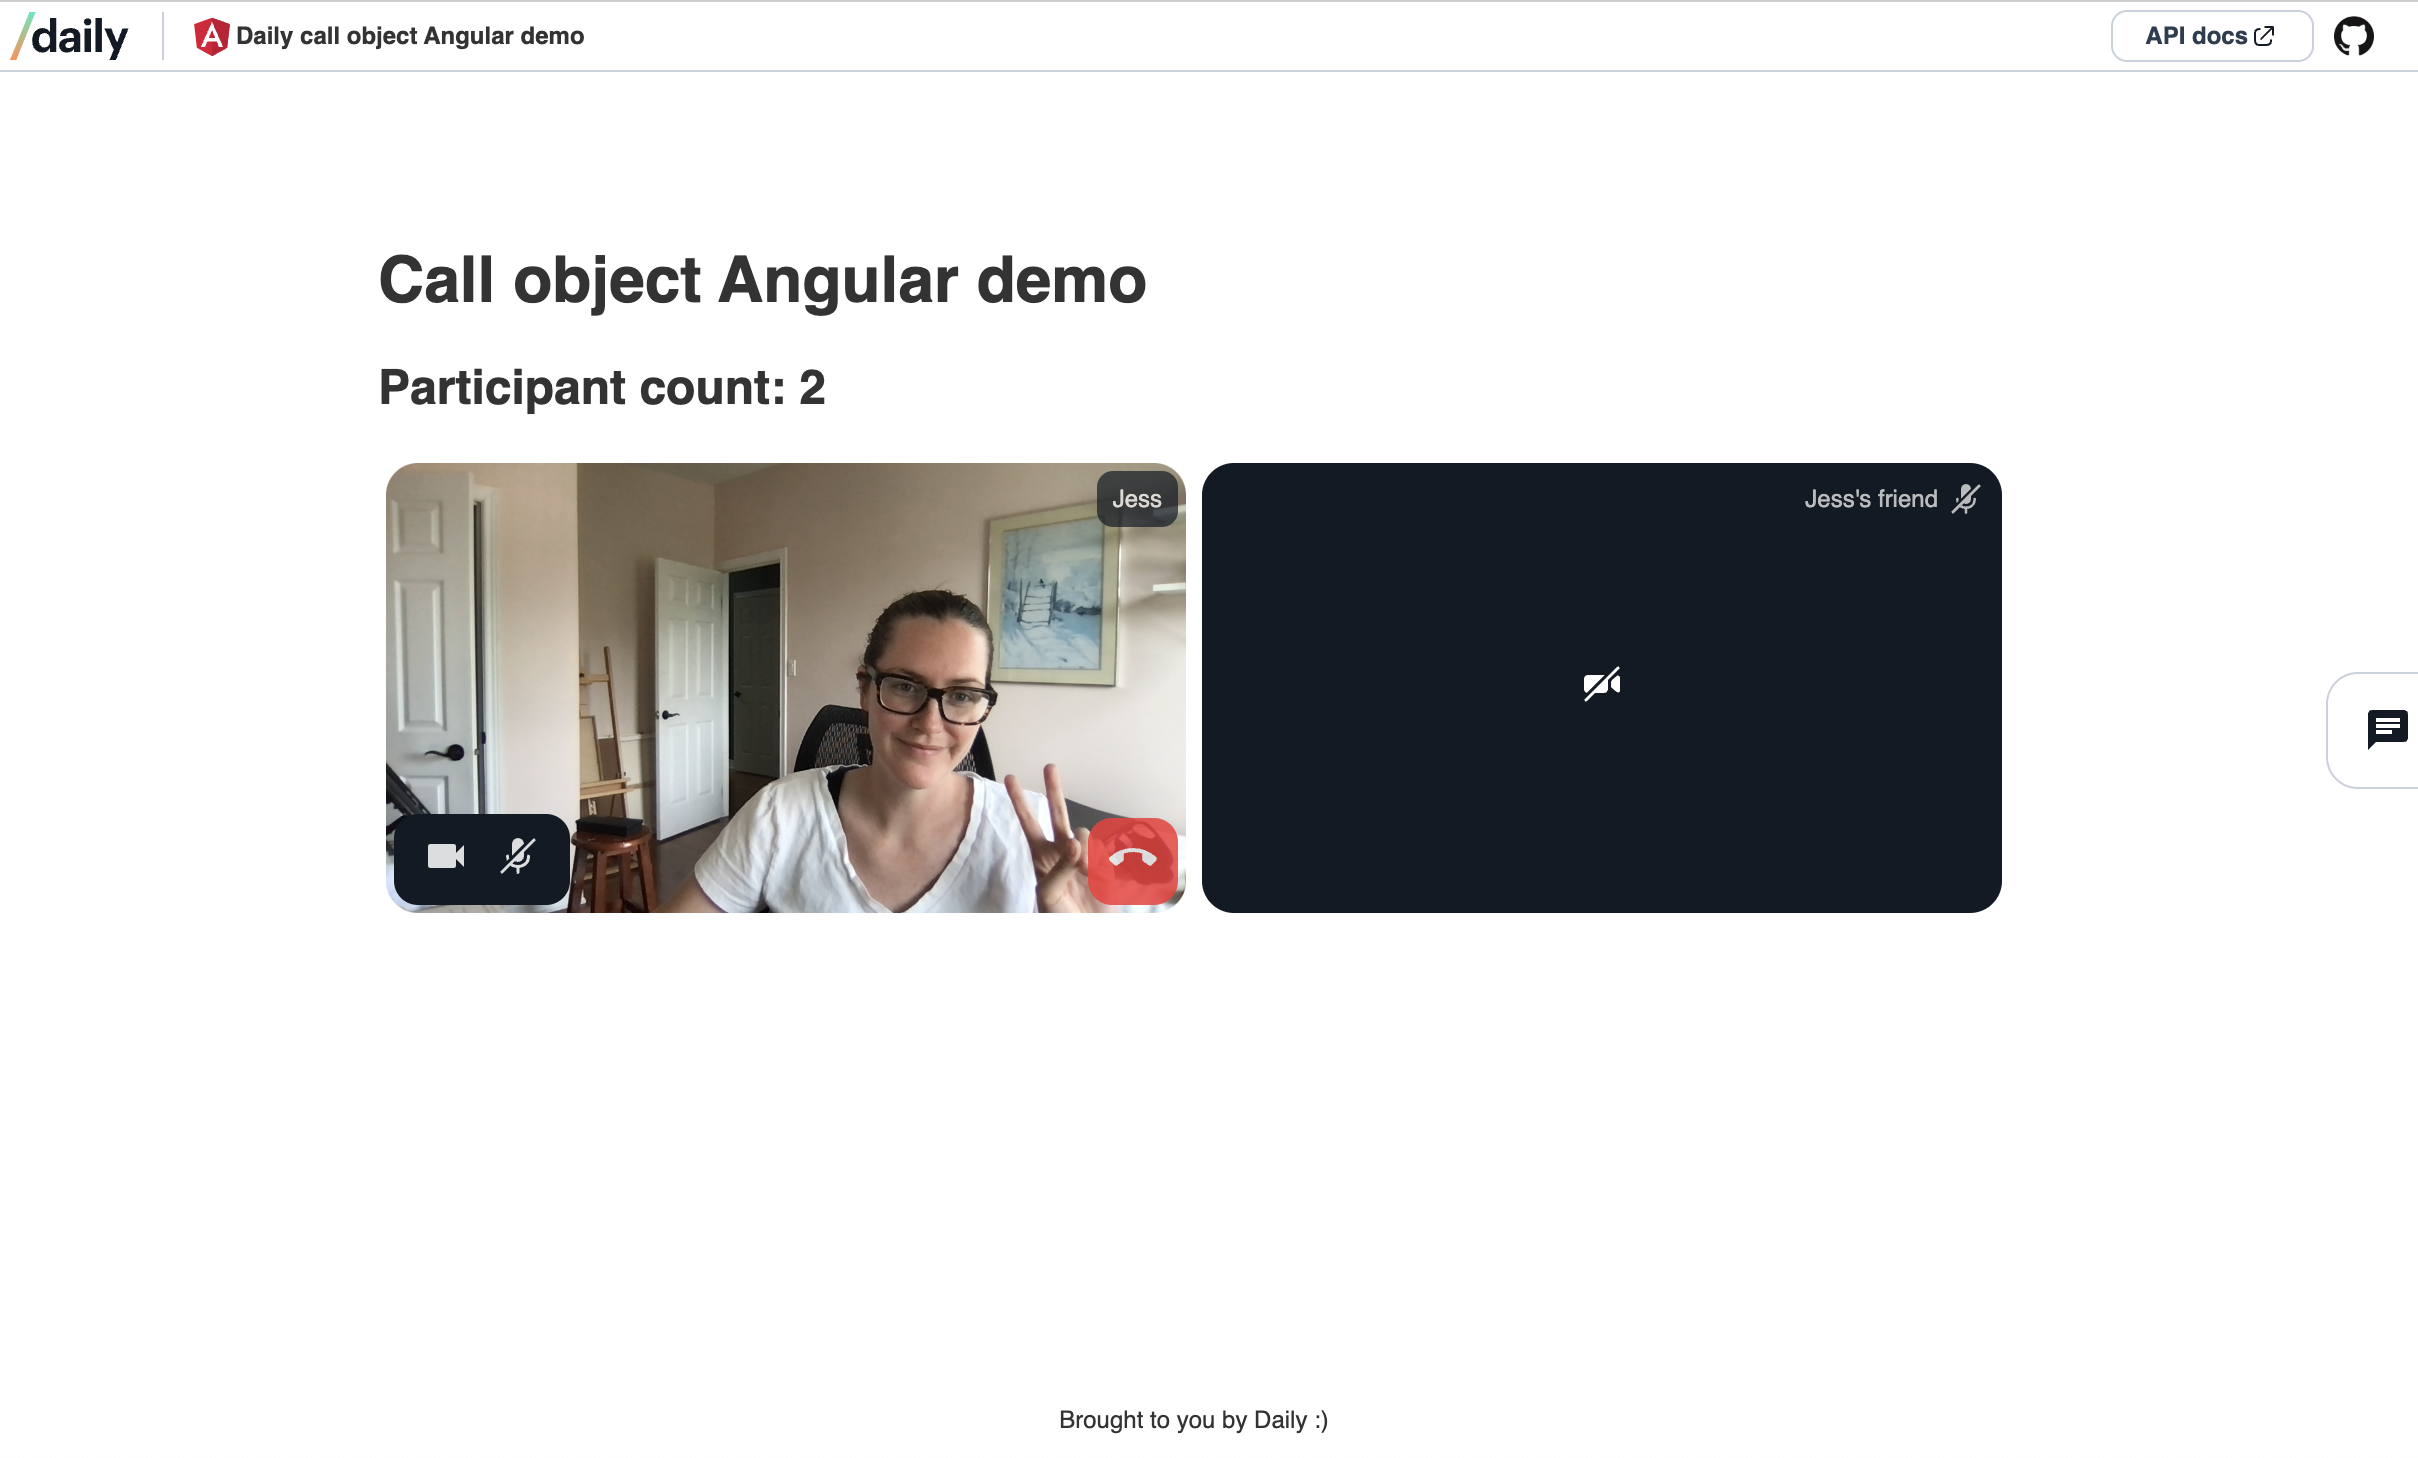 /daily
Daily call object Angular demo
API docs
Call object Angular demo
Participant count: 2
Jess
Jess's friend
Brought to you by Daily :)